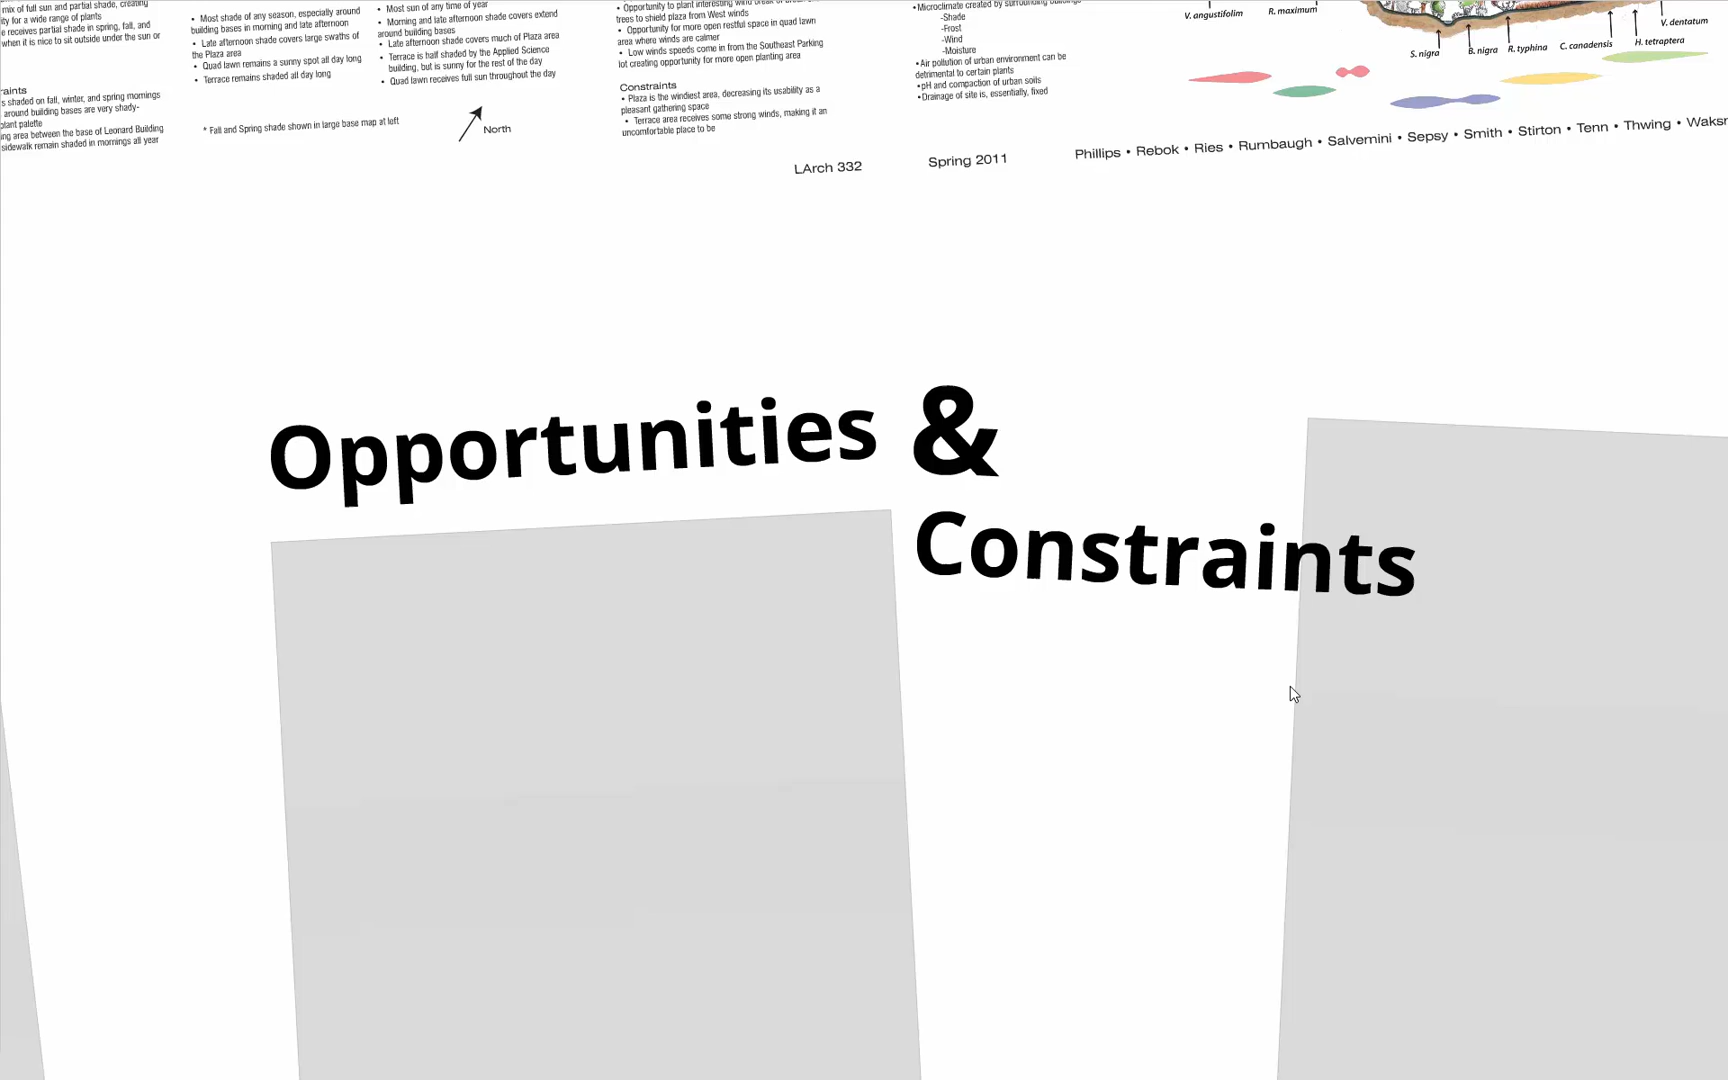 mix of full sun and partial shade, creating
ity for a wide range of plants
e receives partial shade in spring, fall, and
when it is nice to sit outside under the sun or
raints
s shaded on fall, winter, and spring mornings
around building bases are very shady-
plant palette
ng area between the base of Leonard Building
sidewalk remain shaded in mornings all year
• Most shade of any season, especially around
building bases in morning and late afternoon
• Late afternoon shade covers large swaths of
the Plaza area
• Quad lawn remains a sunny spot all day long
• Terrace remains shaded all day long
* Fall and Spring shade shown in large base map at left
• Most sun of any time of year
• Morning and late afternoon shade covers extend
around building bases
• Late afternoon shade covers much of Plaza area
• Terrace is half shaded by the Applied Science
building, but is sunny for the rest of the day
• Quad lawn receives full sun throughout the day
North
• Opportunity to plant interesting wind break of
trees to shield plaza from West winds
• Opportunity for more open restful space in quad lawn
area where winds are calmer
• Low winds speeds come in from the Southeast Parking
lot creating opportunity for more open planting area
Constraints
• Plaza is the windiest area, decreasing its usability as a
pleasant gathering space
• Terrace area receives some strong winds, making it an
uncomfortable place to be
•Microclimate created by surrounding buildings
-Shade
-Frost
-Wind
-Moisture
•Air pollution of urban environment can be
detrimental to certain plants
•pH and compaction of urban soils
•Drainage of site is, essentially, fixed
V. angustifolim
R. maximum
S. nigra
B. nigra
R. typhina
C. canadensis
H. tetraptera
V. dentatum
LArch 332
Spring 2011
Phillips • Rebok • Ries • Rumbaugh • Salvemini • Sepsy • Smith • Stirton • Tenn • Thwing • Waksr
Opportunities &
Constraints